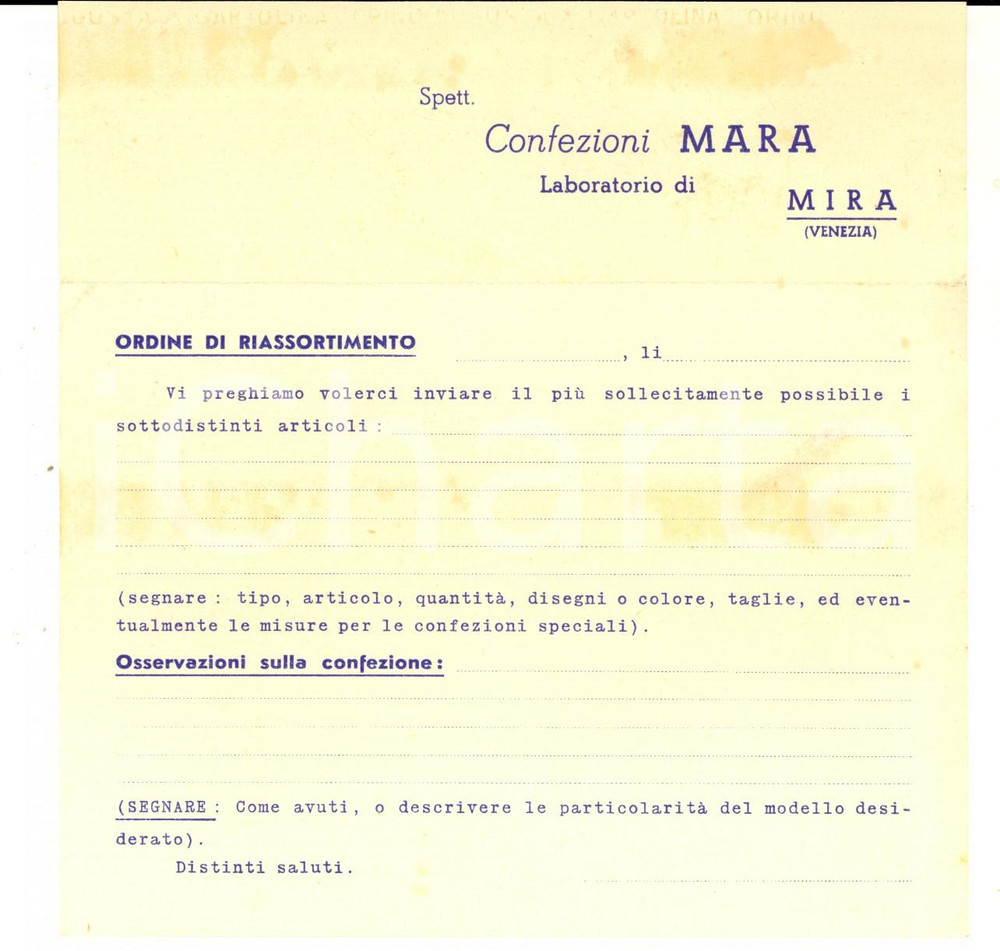 Spett.
Confezioni MARA
Laboratorio di
MIRA
(VENEZIA)
ORDINE DI RIASSORTIMENTO , li
Vi preghiamo volerci inviare il più sollecitamente possibile i
sottodistinti articoli :
icharta
(segnare : tipo, articolo, quantità, disegni o colore, taglie, ed even-
tualmente le misure per le confezioni speciali).
Osservazioni sulla confezione :
(SEGNARE : Come avuti, o descrivere le particolarità del modello desi-
derato).
Distinti saluti.